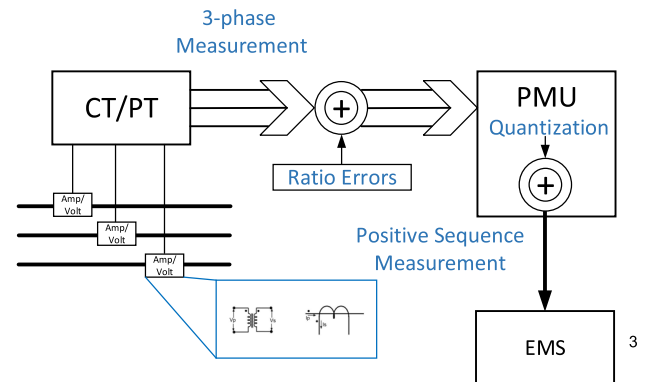 3-phase
Measurement
CT/PT
PMU
Quantization
Ratio Errors
Amp/
Volt
Amp/
Volt
Amp/
Volt
Positive Sequence
Measurement
EMS
3